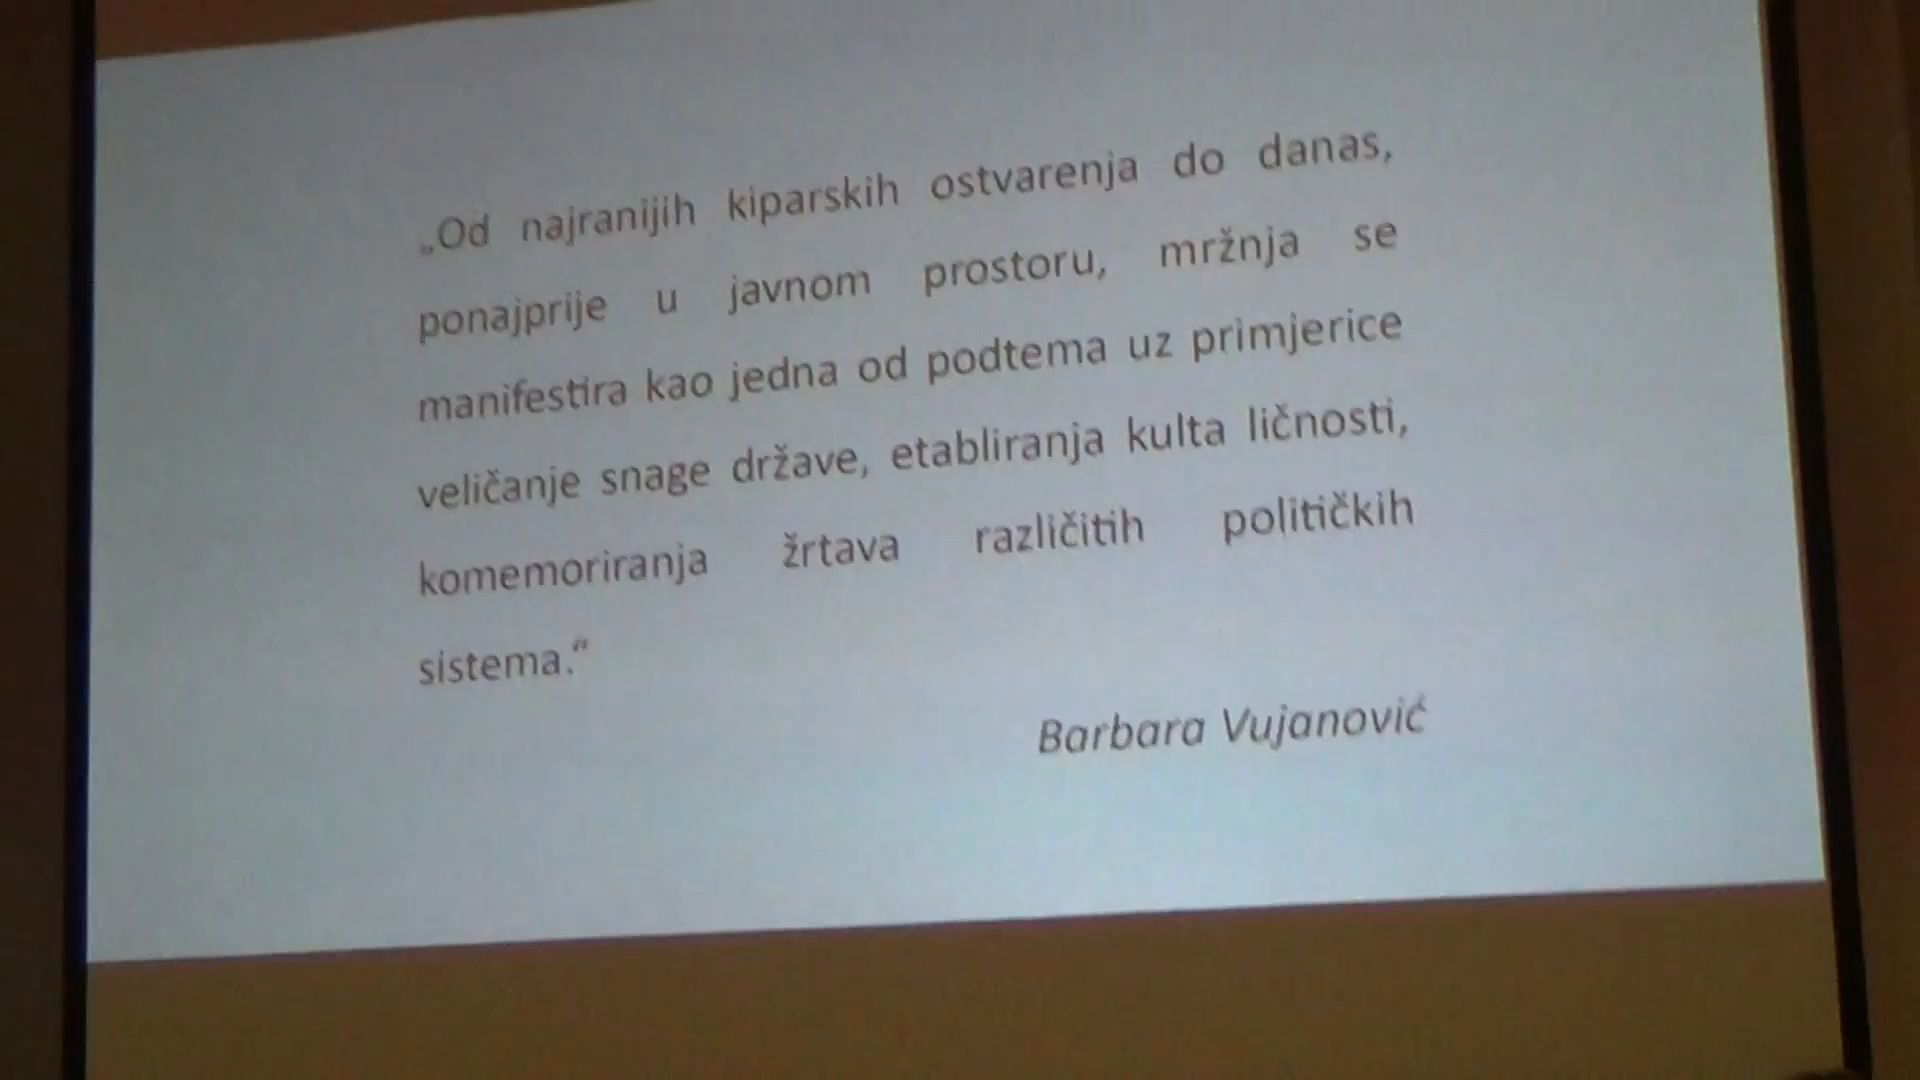 „Od najranijih kiparskih ostvarenja do danas,
ponajprije u javnom prostoru, mržnja se
manifestira kao jedna od podtema uz primjerice
veličanje snage države, etabliranja kulta ličnosti,
komemoriranja žrtava različitih političkih
sistema.“
Barbara Vujanović